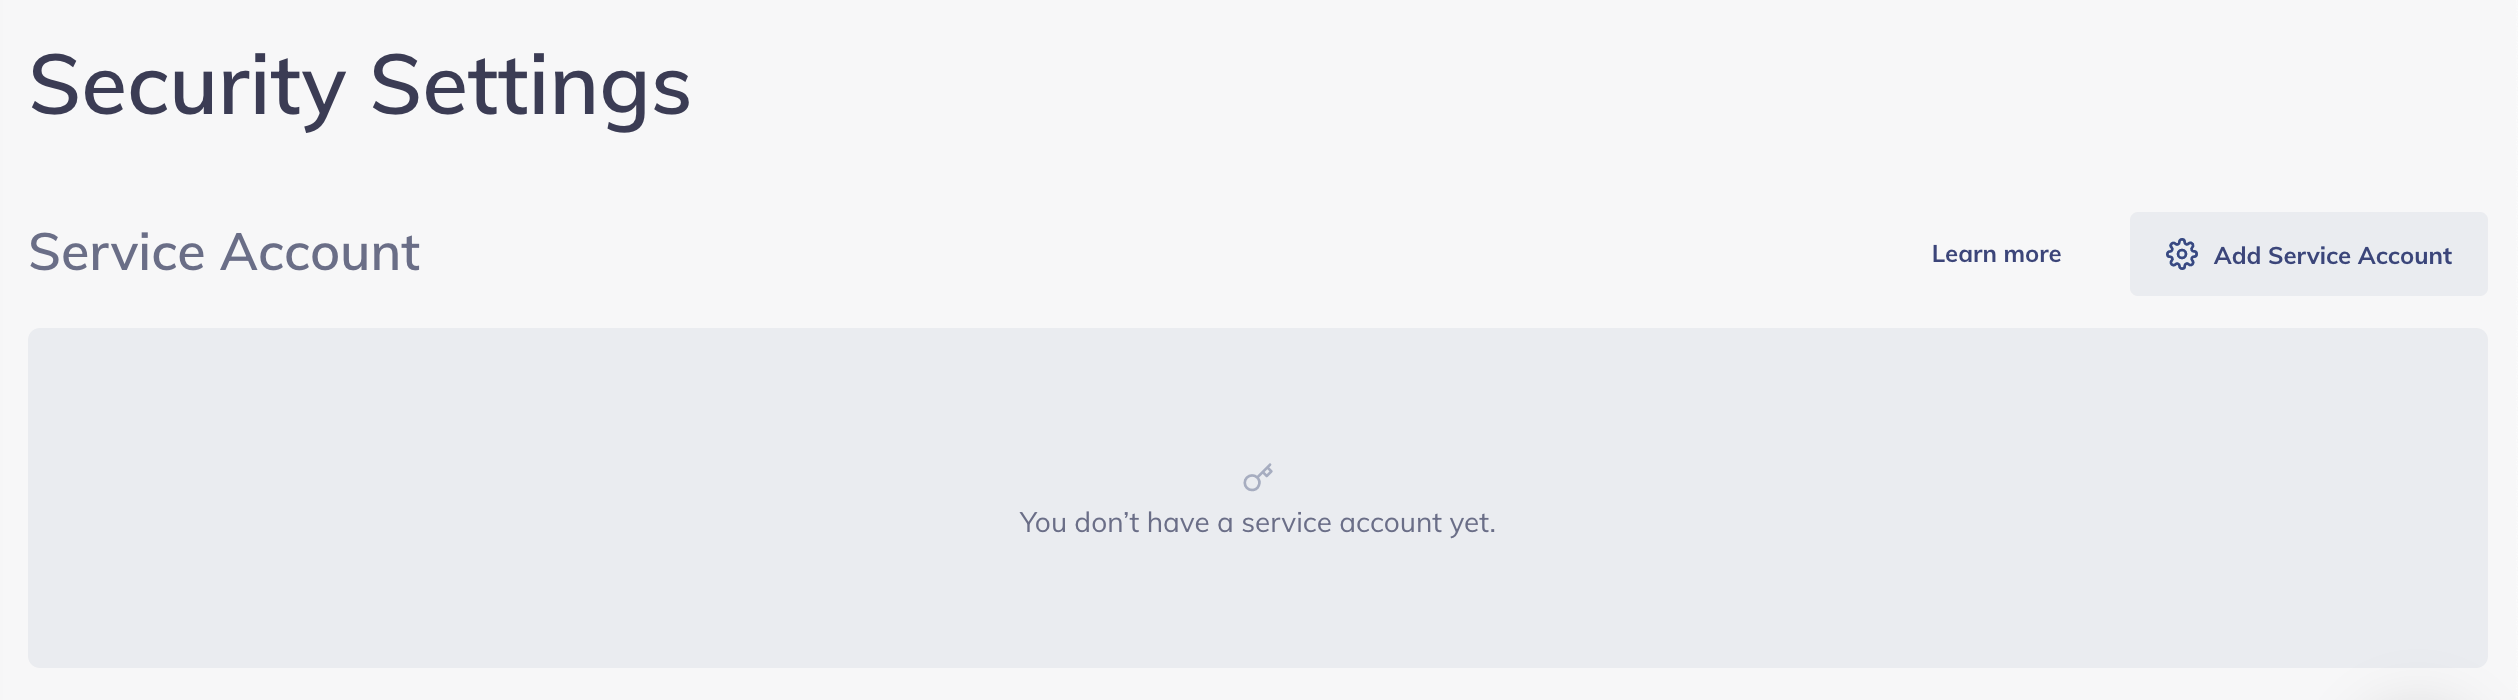 Security Settings
Service Account
Learn more
Add Service Account
You don’t have a service account yet.